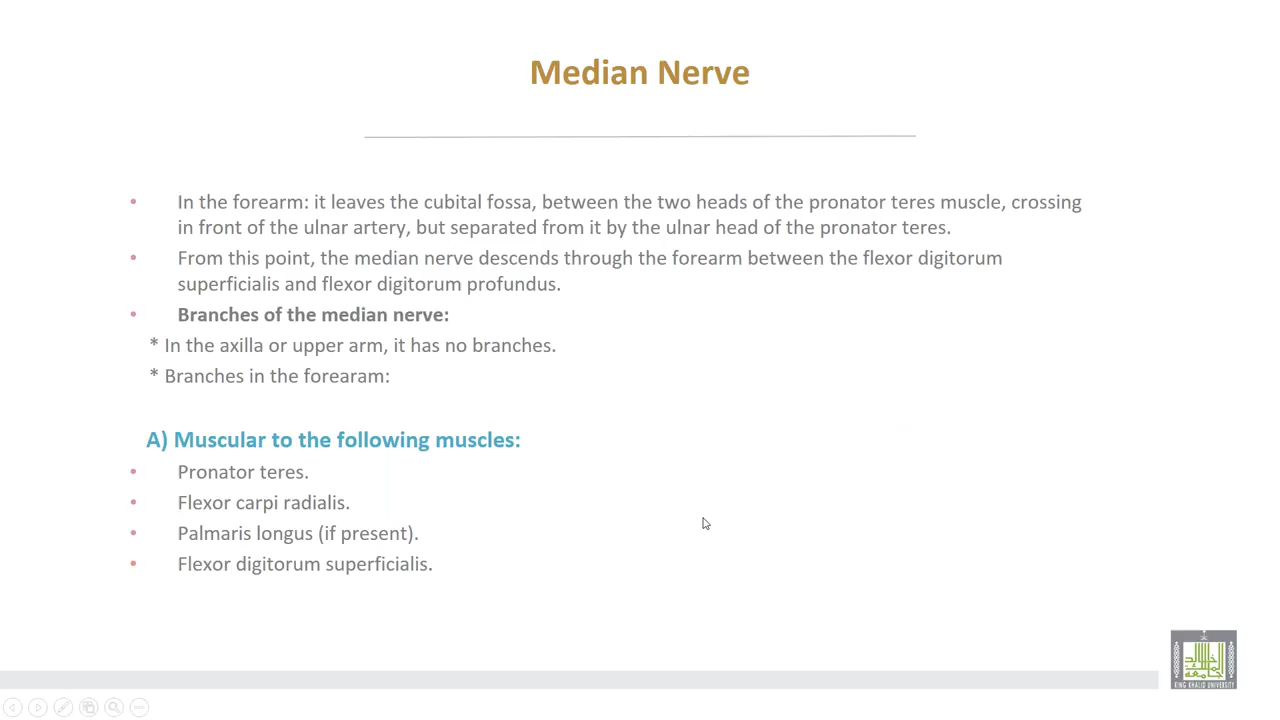 Median Nerve
• In the forearm: it leaves the cubital fossa, between the two heads of the pronator teres muscle, crossing
in front of the ulnar artery, but separated from it by the ulnar head of the pronator teres.
• From this point, the median nerve descends through the forearm between the flexor digitorum
superficialis and flexor digitorum profundus.
• Branches of the median nerve:
* In the axilla or upper arm, it has no branches.
* Branches in the forearam:
A) Muscular to the following muscles:
• Pronator teres.
• Flexor carpi radialis.
• Palmaris longus (if present).
• Flexor digitorum superficialis.
KING KHALID UNIVERSITY